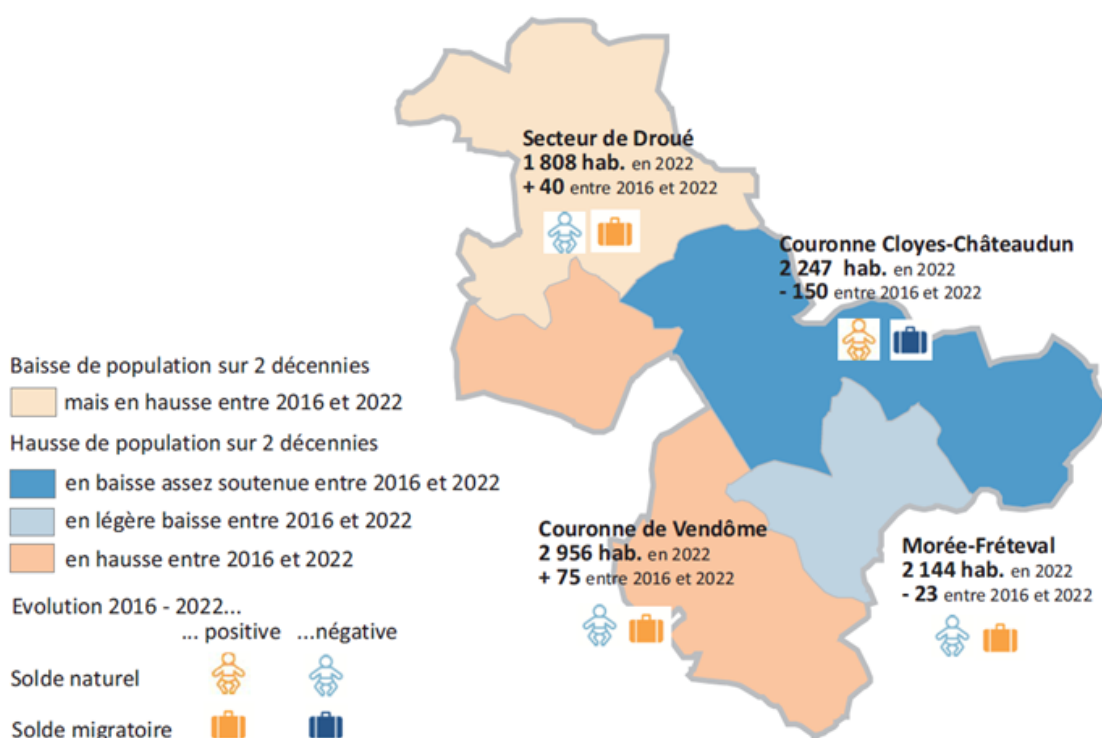 Secteur de Droué
1 808 hab. en 2022
+ 40 entre 2016 et 2022
Couronne Cloyes-Châteaudun
2 247 hab. en 2022
- 150 entre 2016 et 2022
Baisse de population sur 2 décennies
mais en hausse entre 2016 et 2022
Hausse de population sur 2 décennies
en baisse assez soutenue entre 2016 et 2022
en légère baisse entre 2016 et 2022
en hausse entre 2016 et 2022
Couronne de Vendôme
2 956 hab. en 2022
+ 75 entre 2016 et 2022
Morée-Fréteval
2 144 hab. en 2022
- 23 entre 2016 et 2022
Evolution 2016 - 2022...
... positive ...négative
Solde naturel
Solde migratoire